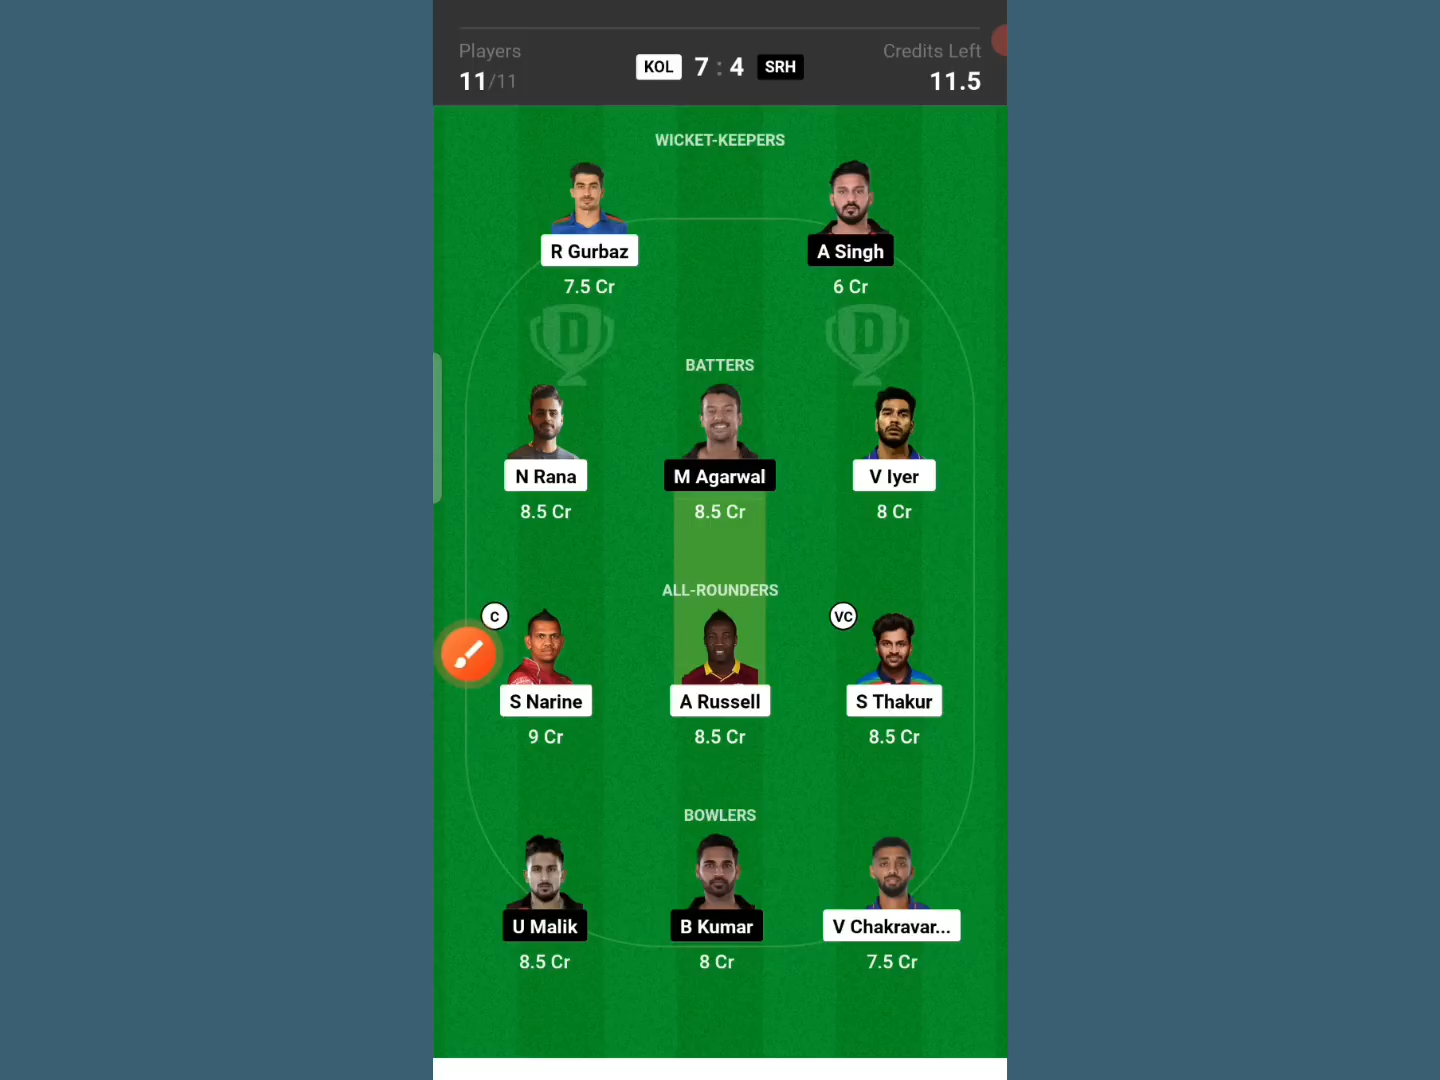 Players
Credits Left
11/11
KOL 7 : 4 SRH
11.5
WICKET-KEEPERS
R Gurbaz
A Singh
7.5 Cr
6 Cr
D
D
BATTERS
N Rana
M Agarwal
V Iyer
8.5 Cr
8.5 Cr
8 Cr
ALL-ROUNDERS
C
VC
S Narine
A Russell
S Thakur
9 Cr
8.5 Cr
8.5 Cr
BOWLERS
U Malik
B Kumar
V Chakravar...
8.5 Cr
8 Cr
7.5 Cr